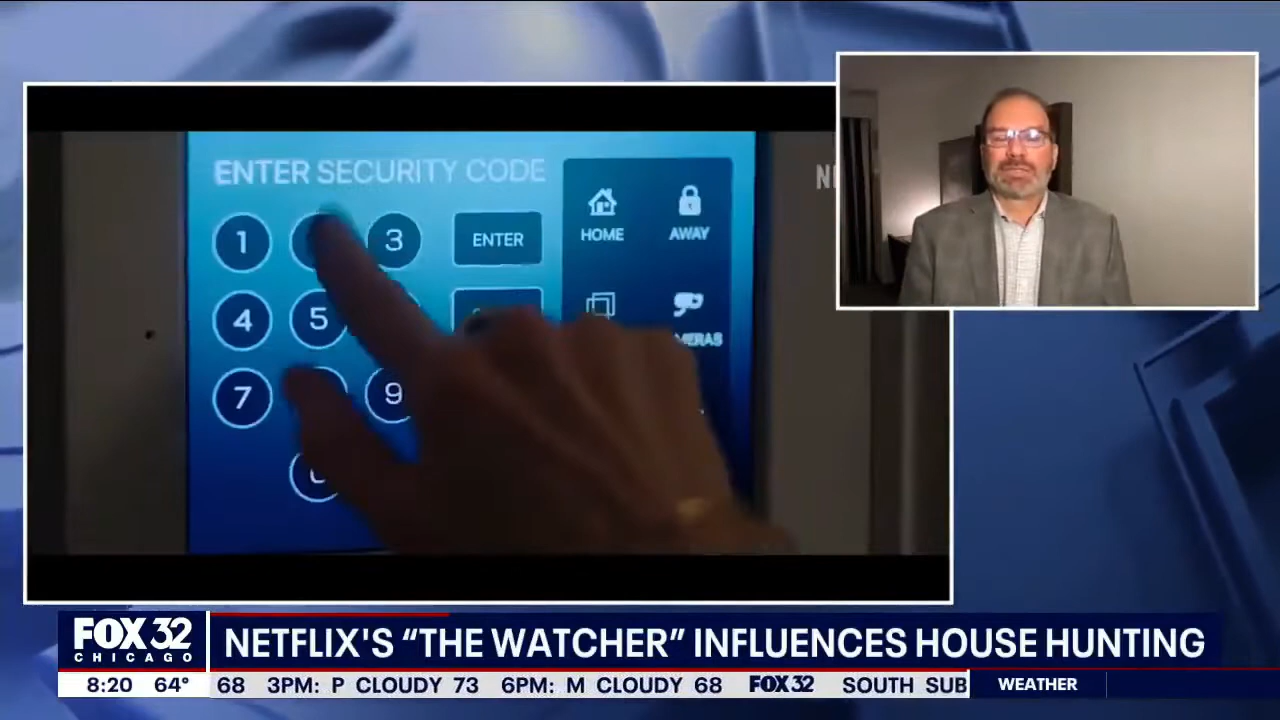 ENTER SECURITY CODE
1
3
ENTER
HOME
AWAY
4
5
7
9
FOX 32
CHICAGO
NETFLIX'S “THE WATCHER” INFLUENCES HOUSE HUNTING
8:20 64° 68 3PM: P CLOUDY 73 6PM: M CLOUDY 68 FOX 32 SOUTH SUB WEATHER